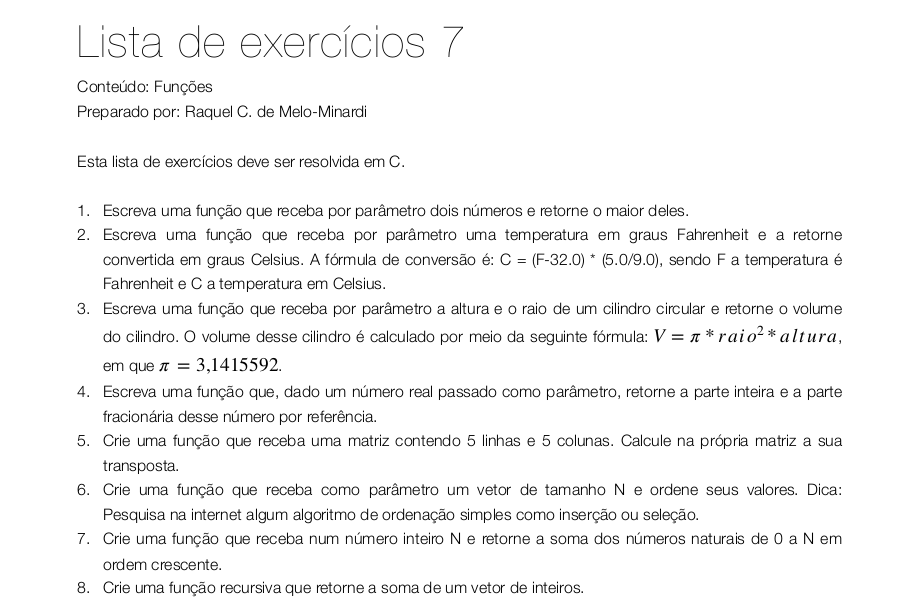 Lista de exercícios 7
Conteúdo: Funções
Preparado por: Raquel C. de Melo-Minardi
Esta lista de exercícios deve ser resolvida em C.
1. Escreva uma função que receba por parâmetro dois números e retorne o maior deles.
2. Escreva uma função que receba por parâmetro uma temperatura em graus Fahrenheit e a retorne
convertida em graus Celsius. A fórmula de conversão é: C = (F-32.0) * (5.0/9.0), sendo F a temperatura é
Fahrenheit e C a temperatura em Celsius.
3. Escreva uma função que receba por parâmetro a altura e o raio de um cilindro circular e retorne o volume
do cilindro. O volume desse cilindro é calculado por meio da seguinte fórmula: V = π * raio² * altura,
em que π = 3,1415592.
4. Escreva uma função que, dado um número real passado como parâmetro, retorne a parte inteira e a parte
fracionária desse número por referência.
5. Crie uma função que receba uma matriz contendo 5 linhas e 5 colunas. Calcule na própria matriz a sua
transposta.
6. Crie uma função que receba como parâmetro um vetor de tamanho N e ordene seus valores. Dica:
Pesquisa na internet algum algoritmo de ordenação simples como inserção ou seleção.
7. Crie uma função que receba num número inteiro N e retorne a soma dos números naturais de 0 a N em
ordem crescente.
8. Crie uma função recursiva que retorne a soma de um vetor de inteiros.